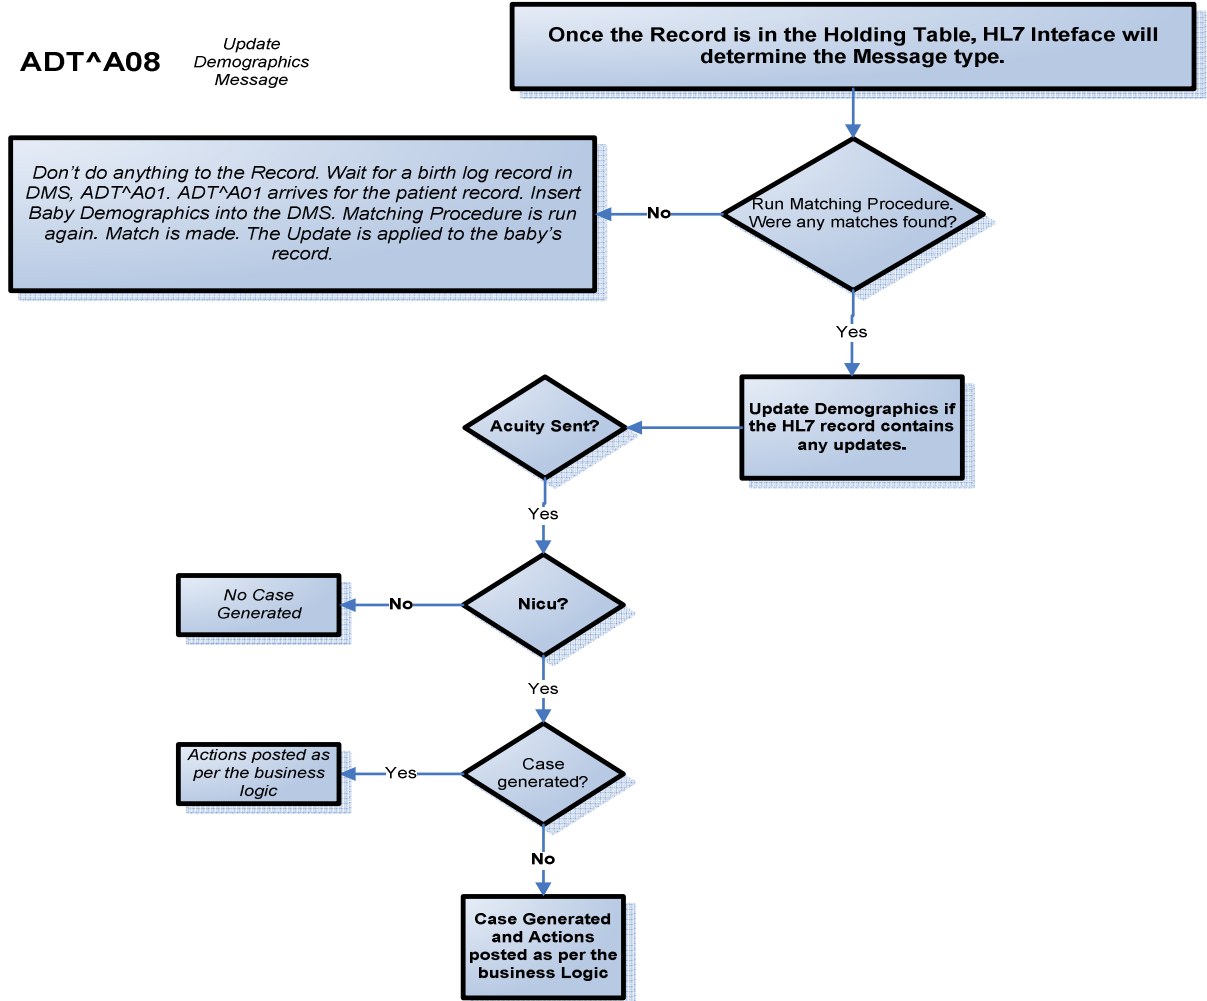 ADT^A08
Update
Demographics
Message
Once the Record is in the Holding Table, HL7 Inteface will
determine the Message type.
Don't do anything to the Record. Wait for a birth log record in
DMS, ADT^A01. ADT^A01 arrives for the patient record. Insert
Baby Demographics into the DMS. Matching Procedure is run
again. Match is made. The Update is applied to the baby's
record.
No
Run Matching Procedure.
Were any matches found?
Yes
Acuity Sent?
Update Demographics if
the HL7 record contains
any updates.
Yes
No Case
Generated
No
Nicu?
Yes
Actions posted as
per the business
logic
Yes
Case
generated?
No
Case Generated
and Actions
posted as per the
business Logic